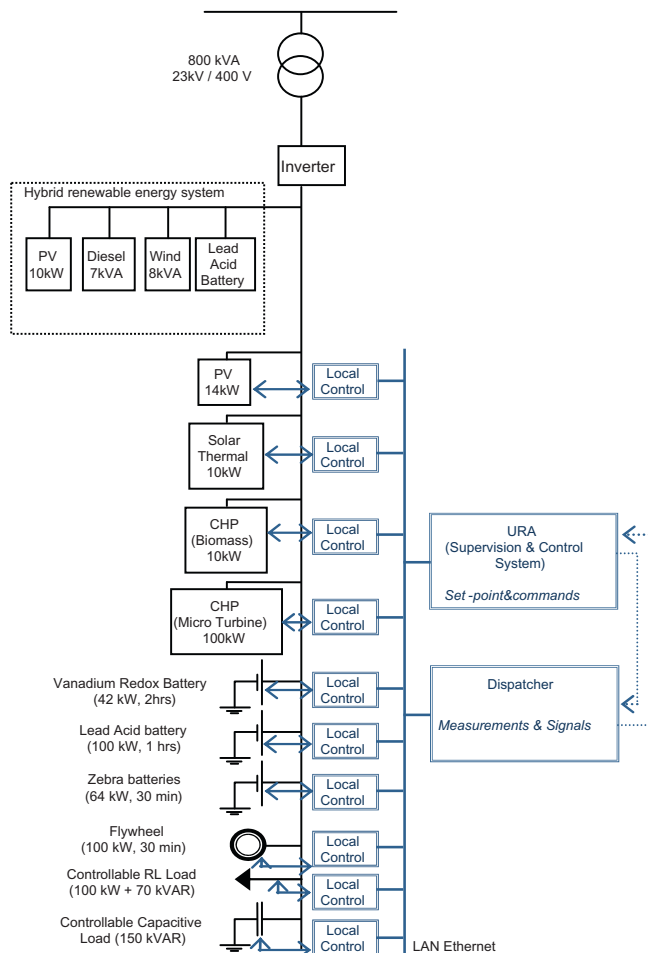 800 kVA
23kV / 400 V
Inverter
Hybrid renewable energy system
PV
10kW
Diesel
7kVA
Wind
8kVA
Lead
Acid
Battery
PV
14kW
Local
Control
Solar
Thermal
10kW
Local
Control
CHP
(Biomass)
10kW
Local
Control
URA
(Supervision & Control
System)
Set -point&commands
CHP
(Micro Turbine)
100kW
Local
Control
Vanadium Redox Battery
(42 kW, 2hrs)
Local
Control
Dispatcher
Measurements & Signals
Lead Acid battery
(100 kW, 1 hrs)
Local
Control
Zebra batteries
(64 kW, 30 min)
Local
Control
Flywheel
(100 kW, 30 min)
Local
Control
Controllable RL Load
(100 kW + 70 kVAR)
Local
Control
Controllable Capacitive
Load (150 kVAR)
Local
Control
LAN Ethernet